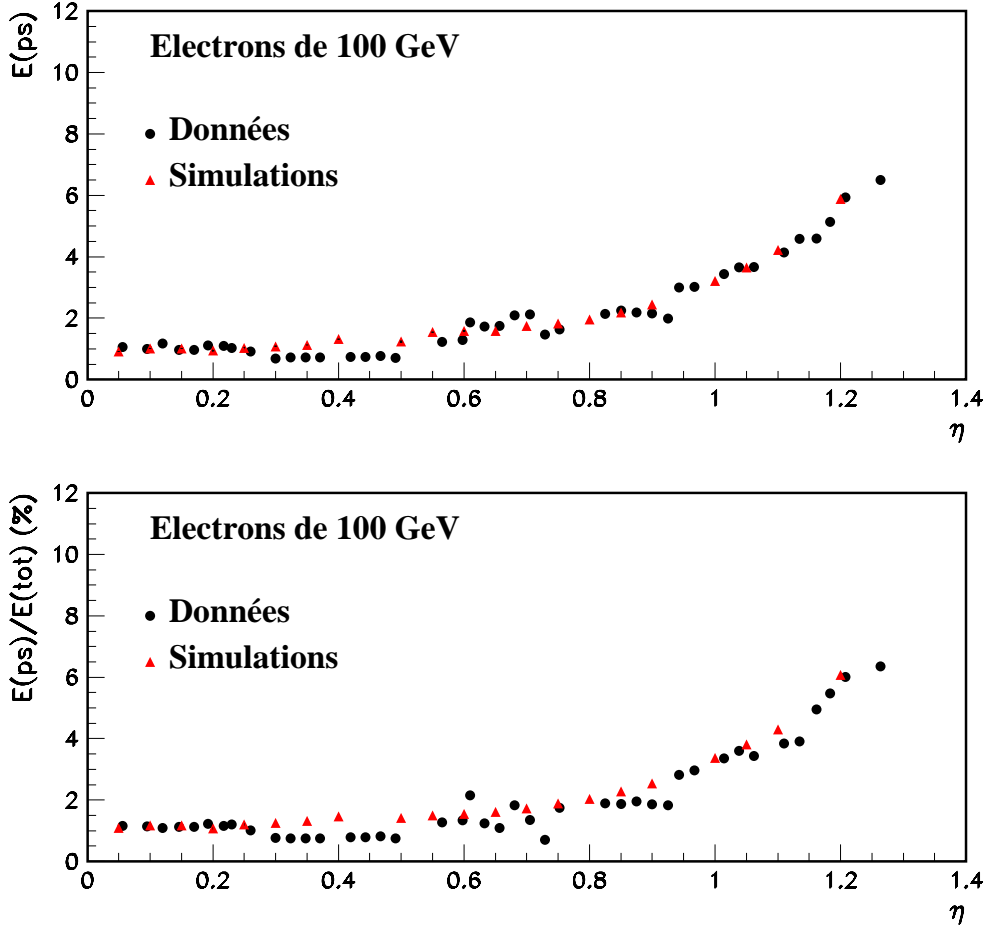 E(ps)
12
10
8
6
4
2
0
Electrons de 100 GeV
Données
Simulations
0 0.2 0.4 0.6 0.8 1 1.2 1.4
η
E(ps)/E(tot) (%)
12
10
8
6
4
2
0
Electrons de 100 GeV
Données
Simulations
0 0.2 0.4 0.6 0.8 1 1.2 1.4
η